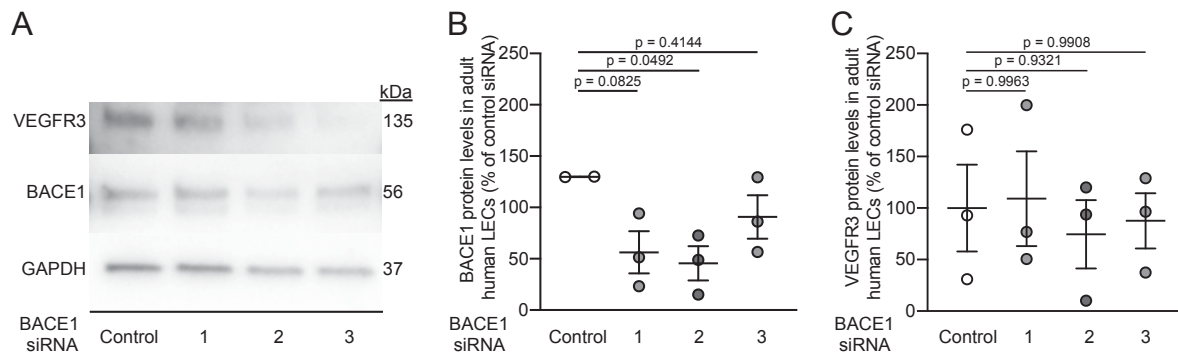 A
kDa
VEGFR3
135
BACE1
56
GAPDH
37
BACE1
siRNA
Control 1 2 3
B
BACE1 protein levels in adult
human LECs (% of control siRNA)
250
200
150
100
50
0
p = 0.4144
p = 0.0492
p = 0.0825
BACE1
siRNA
Control 1 2 3
C
VEGFR3 protein levels in adult
human LECs (% of control siRNA)
250
200
150
100
50
0
p = 0.9908
p = 0.9321
p = 0.9963
BACE1
siRNA
Control 1 2 3